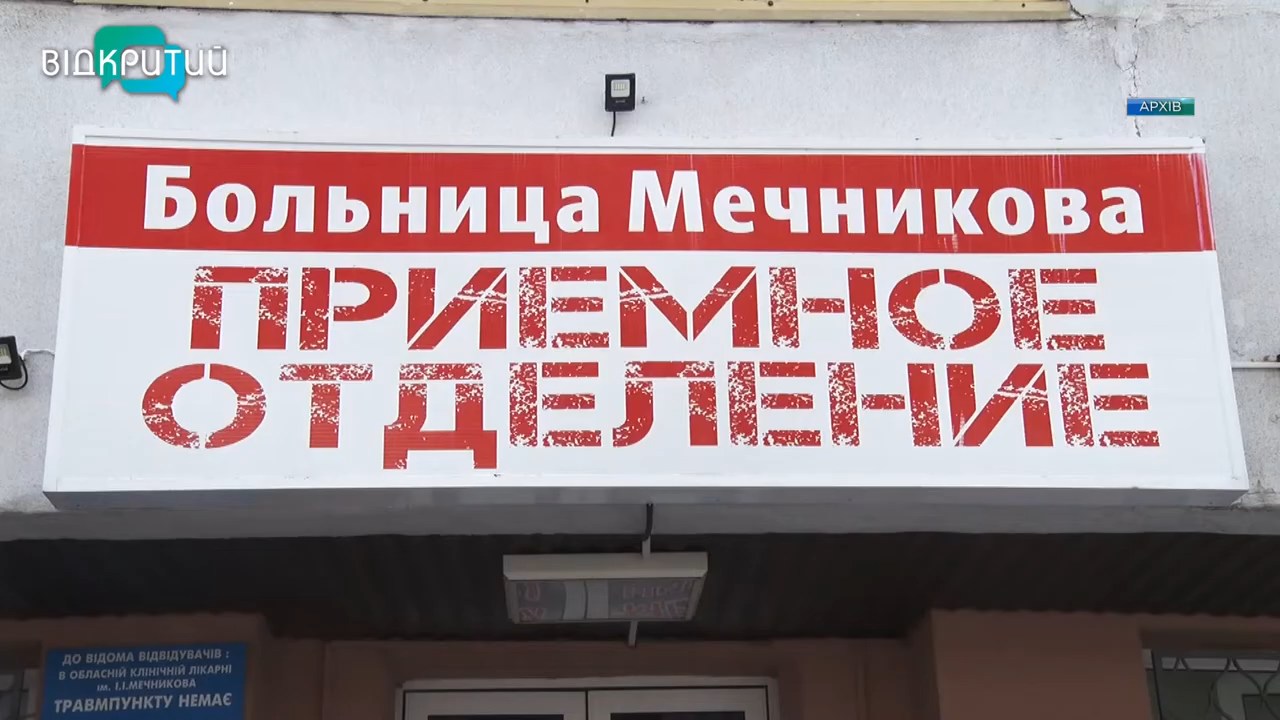 ВІДКРИТИЙ
АРХІВ
Больница Мечникова
ПРИЕМНОЕ
ОТДЕЛЕНИЕ
ДО ВІДОМА ВІДВІДУВАЧІВ :
В ОБЛАСНІЙ КЛІНІЧНІЙ ЛІКАРНІ
ІМ. І.І.МЕЧНИКОВА
ТРАВМПУНКТУ НЕМАЄ